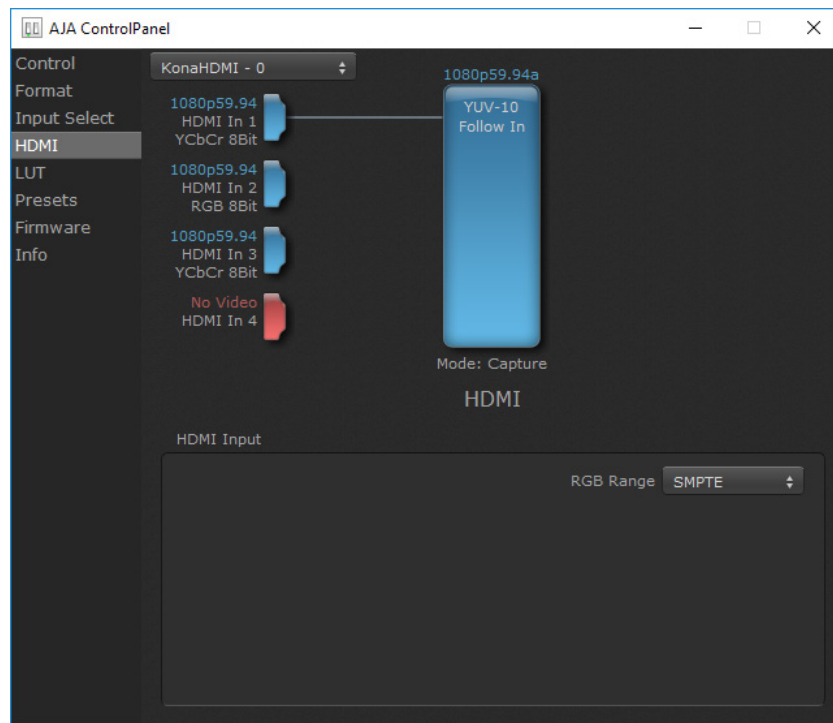 AJA ControlPanel
Control
Format
Input Select
HDMI
LUT
Presets
Firmware
Info
KonaHDMI - 0
1080p59.94
HDMI In 1
YCbCr 8Bit
1080p59.94
HDMI In 2
RGB 8Bit
1080p59.94
HDMI In 3
YCbCr 8Bit
No Video
HDMI In 4
1080p59.94a
YUV-10
Follow In
Mode: Capture
HDMI
HDMI Input
RGB Range SMPTE